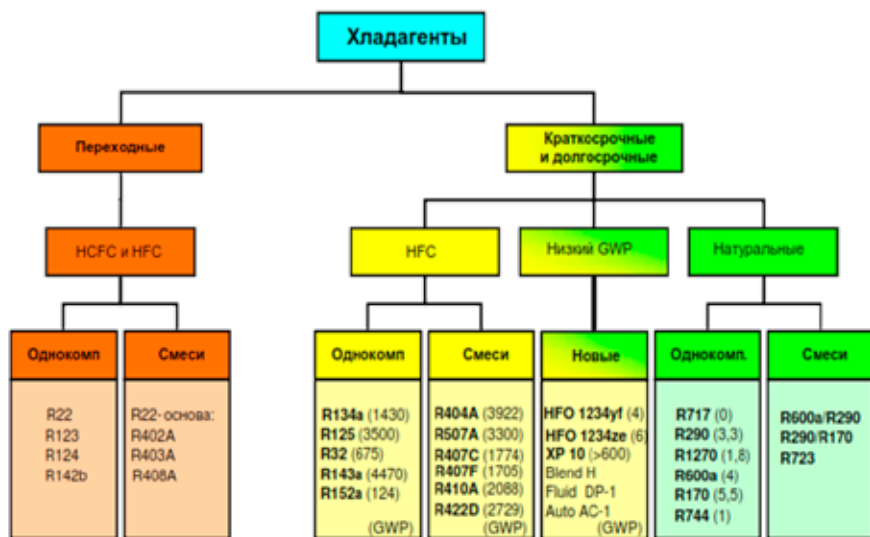 Хладагенты
Переходные
Краткосрочные
и долгосрочные
HCFC и HFC
HFC
Низкий GWP
Натуральные
Однокомп
Смеси
Однокомп
Смеси
Новые
Однокомп.
Смеси
R22
R123
R124
R142b
R22- основа:
R402A
R403A
R408A
R134a (1430)
R125 (3500)
R32 (675)
R143a (4470)
R152a (124)
(GWP)
R404A (3922)
R507A (3300)
R407C (1774)
R407F (1705)
R410A (2088)
R422D (2729)
(GWP)
HFO 1234yf (4)
HFO 1234ze (6)
XP 10 (>600)
Blend H
Fluid DP-1
Auto AC-1
(GWP)
R717 (0)
R290 (3,3)
R1270 (1,8)
R600a (4)
R170 (5,5)
R744 (1)
R600a/R290
R290/R170
R723